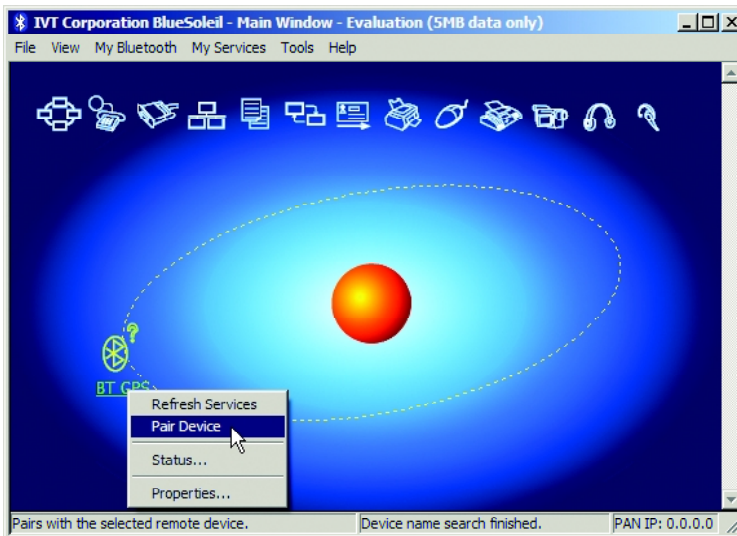 IVT Corporation BlueSoleil - Main Window - Evaluation (5MB data only)
File View My Bluetooth My Services Tools Help
BT GPS
Refresh Services
Pair Device
Status...
Properties...
Pairs with the selected remote device. Device name search finished. PAN IP: 0.0.0.0